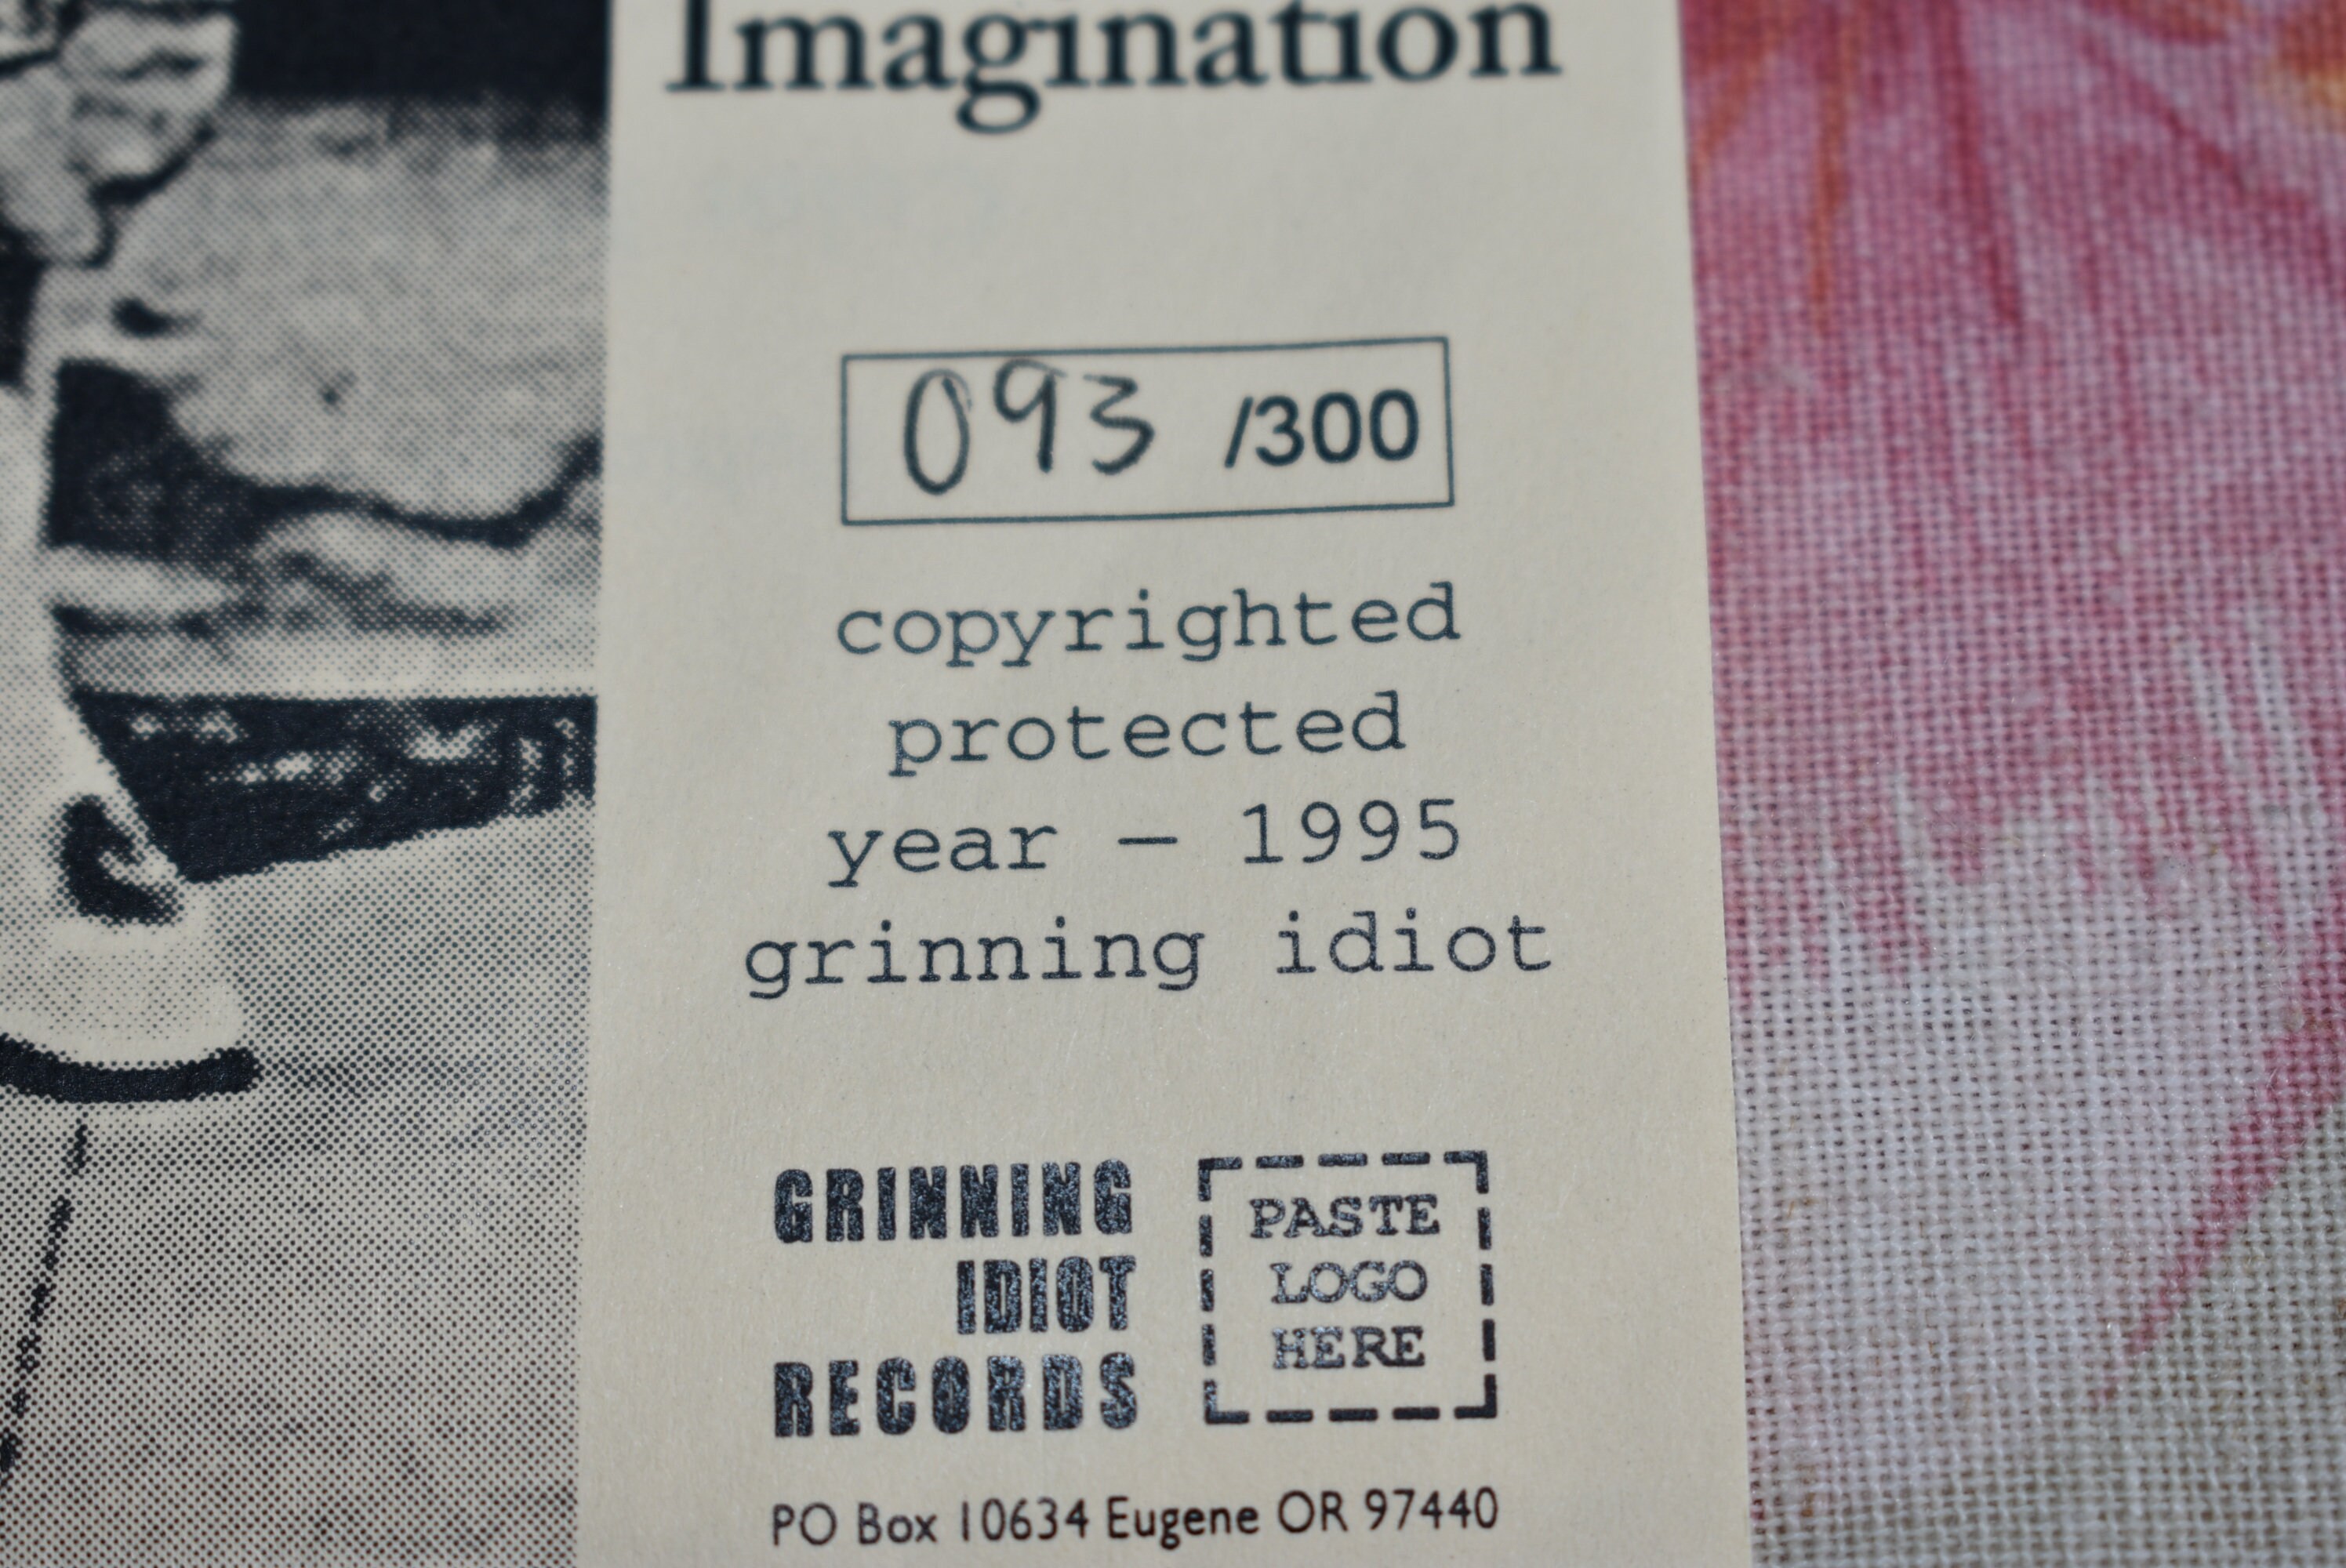 Imagination
093 /300
copyrighted
protected
year – 1995
grinning idiot
GRINNING
IDIOT
RECORDS
PASTE
LOGO
HERE
PO Box 10634 Eugene OR 97440